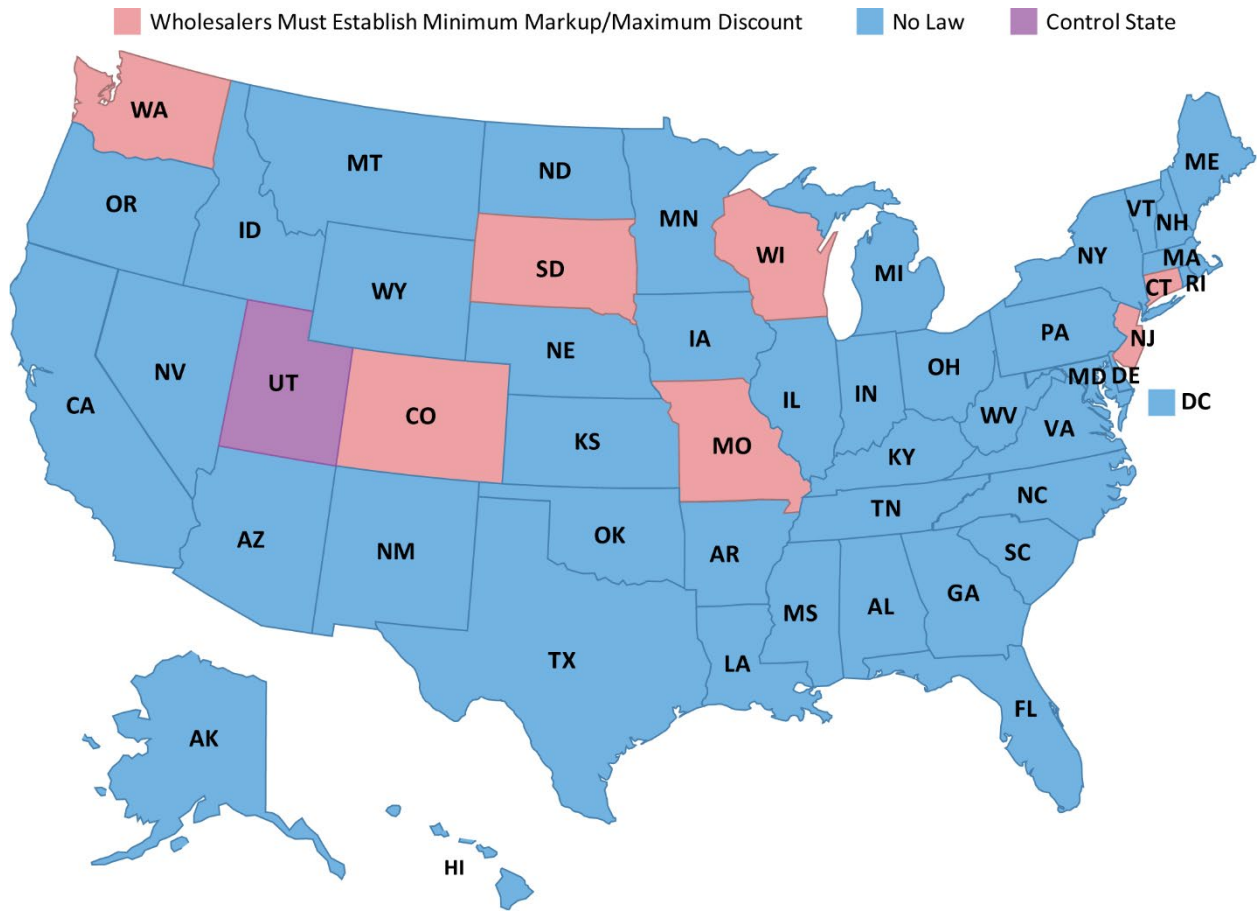 Wholesalers Must Establish Minimum Markup/Maximum Discount No Law Control State
WA
MT
ND
MN
ME
OR
ID
SD
WI
VT
NH
WY
MI
NY
MA
CT
RI
NE
IA
PA
NJ
NV
UT
IL
IN
OH
MD
DE
CA
CO
WV
DC
KS
MO
VA
KY
AZ
NM
OK
TN
NC
AR
SC
MS
AL
GA
TX
LA
FL
AK
HI